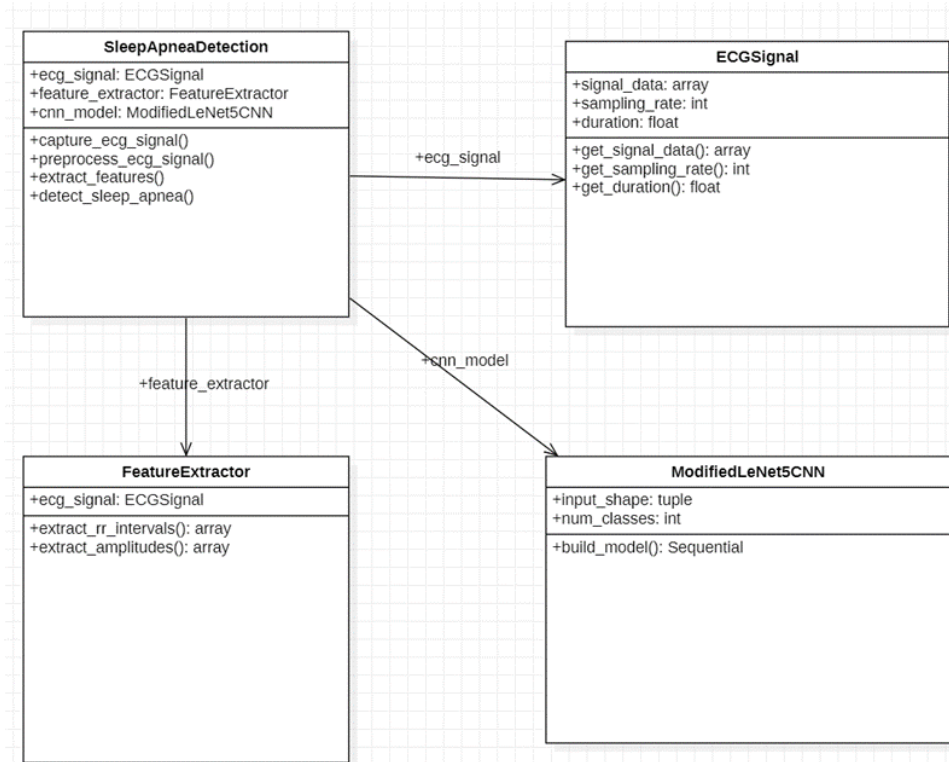 SleepApneaDetection
+ecg_signal: ECGSignal
+feature_extractor: FeatureExtractor
+cnn_model: ModifiedLeNet5CNN
+capture_ecg_signal()
+preprocess_ecg_signal()
+extract_features()
+detect_sleep_apnea()
+ecg_signal
ECGSignal
+signal_data: array
+sampling_rate: int
+duration: float
+get_signal_data(): array
+get_sampling_rate(): int
+get_duration(): float
+feature_extractor
+cnn_model
FeatureExtractor
+ecg_signal: ECGSignal
+extract_rr_intervals(): array
+extract_amplitudes(): array
ModifiedLeNet5CNN
+input_shape: tuple
+num_classes: int
+build_model(): Sequential